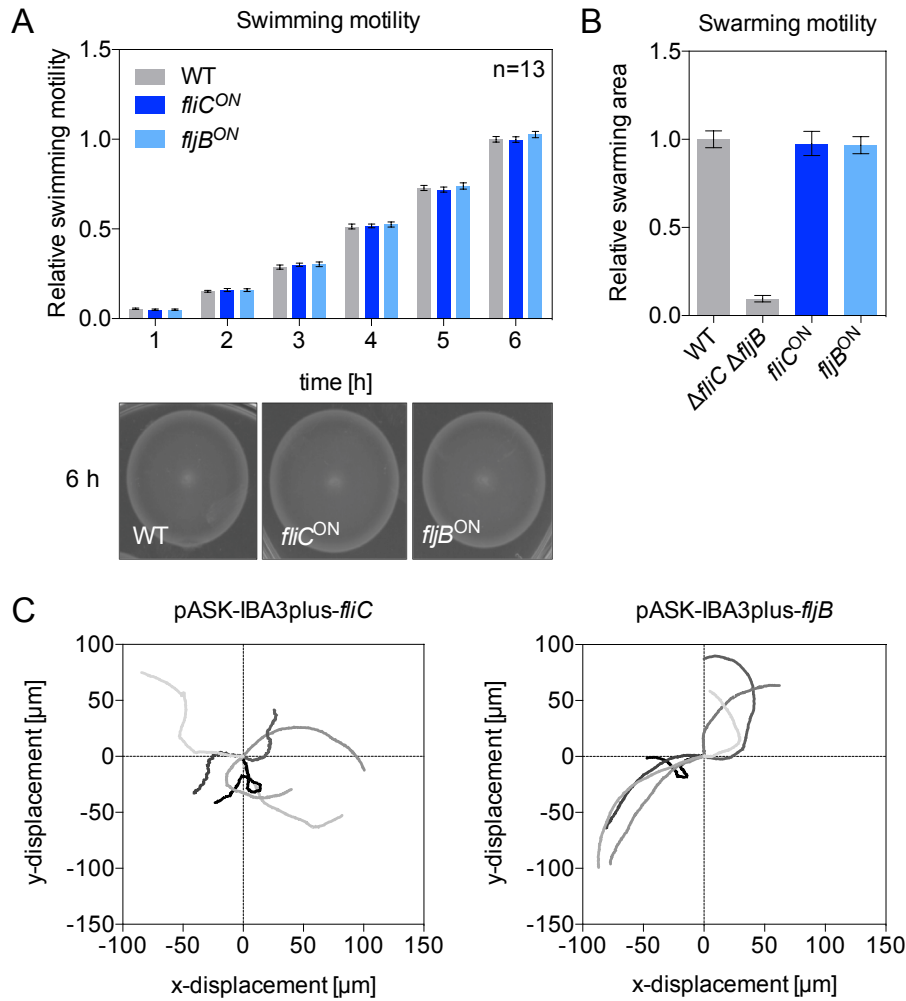 A
Swimming motility
Relative swimming motility
1.5
1.0
0.5
0.0
WT
fliC^ON
fljB^ON
n=13
1 2 3 4 5 6
time [h]
6 h
WT
fliC^ON
fljB^ON
B
Swarming motility
Relative swarming area
1.5
1.0
0.5
0.0
WT
ΔfliC ΔfljB
fliC^ON
fljB^ON
C
pASK-IBA3plus-fliC
y-displacement [µm]
100
50
0
-50
-100
-150
-100 -50 0 50 100 150
x-displacement [µm]
pASK-IBA3plus-fljB
y-displacement [µm]
100
50
0
-50
-100
-150
-100 -50 0 50 100 150
x-displacement [µm]